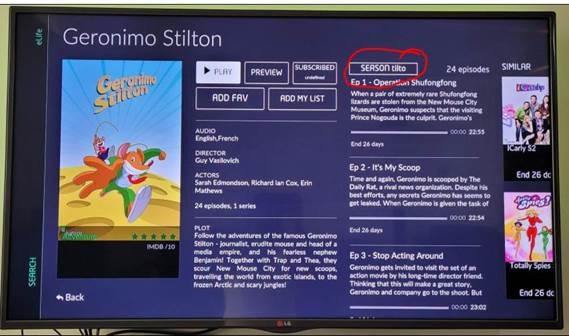 eLife
Geronimo Stilton
PLAY
PREVIEW
SUBSCRIBED
undefined
ADD FAV
ADD MY LIST
AUDIO
English,French
DIRECTOR
Guy Vasilovich
ACTORS
Sarah Edmondson, Richard Ian Cox, Erin
Mathews
24 episodes, 1 series
PLOT
Follow the adventures of the famous Geronimo
Stilton - journalist, erudite mouse and head of a
media empire, and his fearless nephew
Benjamin! Together with Trap and Thea, they
scour New Mouse City for new scoops,
travelling the world from exotic islands, to the
frozen Arctic and scary jungles!
Geronimo
Stilton
IMDB /10
SEARCH
Back
SEASON tilto
24 episodes
Ep 1 - Operation Shufongfong
When a pair of extremely rare Shufongfong
lizards are stolen from the New Mouse City
Museum, Geronimo suspects that the visiting
Prince Nogouda is the culprit. Geronimo's
00:00 22:55
End 26 days
Ep 2 - It's My Scoop
Time and again, Geronimo is scooped by The
Daily Rat, a rival news organization. Despite his
best efforts, any secrets Geronimo has seems to
get leaked. When Geronimo is given the task of
00:00 22:54
End 26 days
Ep 3 - Stop Acting Around
Geronimo gets invited to visit the set of an
action movie by his long-time director friend.
Thinking that this will make a great story,
Geronimo and company go to the shoot. But
00:00 23:02
SIMILAR
iCarly S2
End 26 dc
Totally Spies
End 26 dc
LG